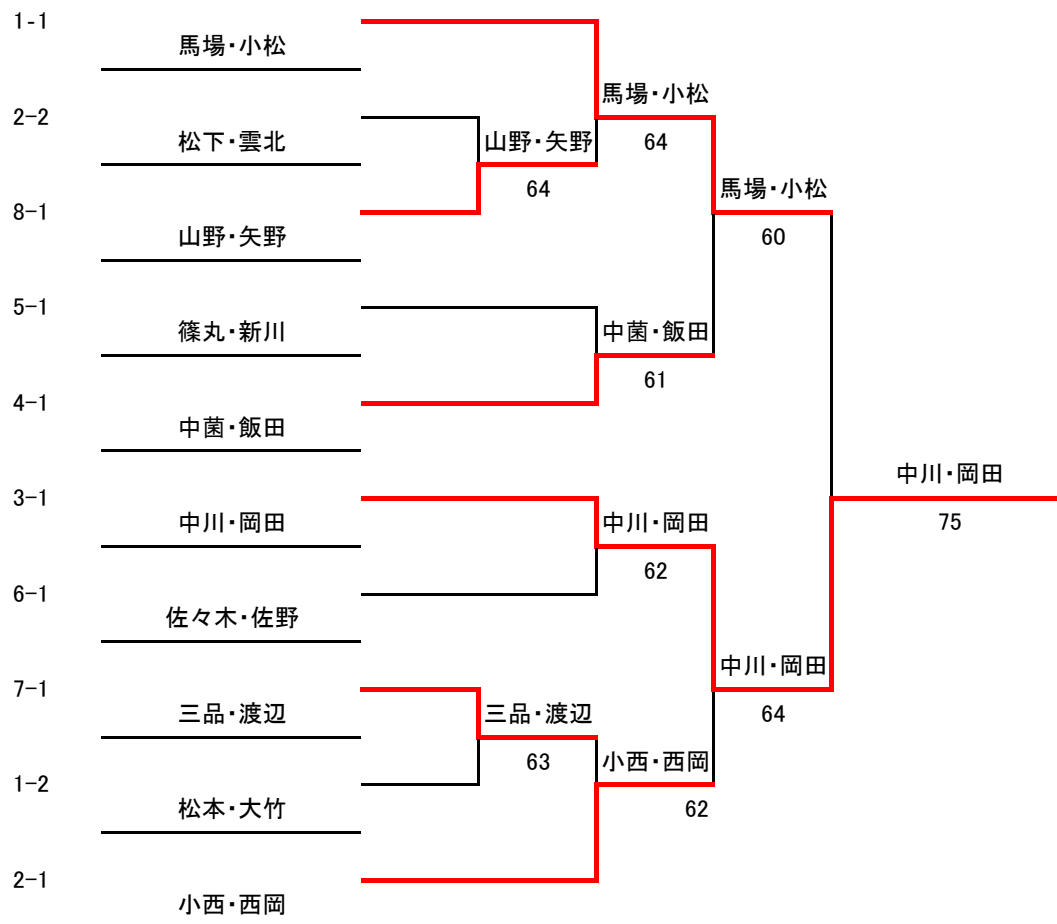 1-1
馬場・小松
馬場・小松
2-2
松下・雲北
山野・矢野
64
64
8-1
馬場・小松
山野・矢野
60
5-1
篠丸・新川
中菌・飯田
61
4-1
中菌・飯田
中川・岡田
3-1
中川・岡田
中川・岡田
75
62
6-1
佐々木・佐野
中川・岡田
7-1
三品・渡辺
三品・渡辺
64
63
小西・西岡
1-2
松本・大竹
62
2-1
小西・西岡